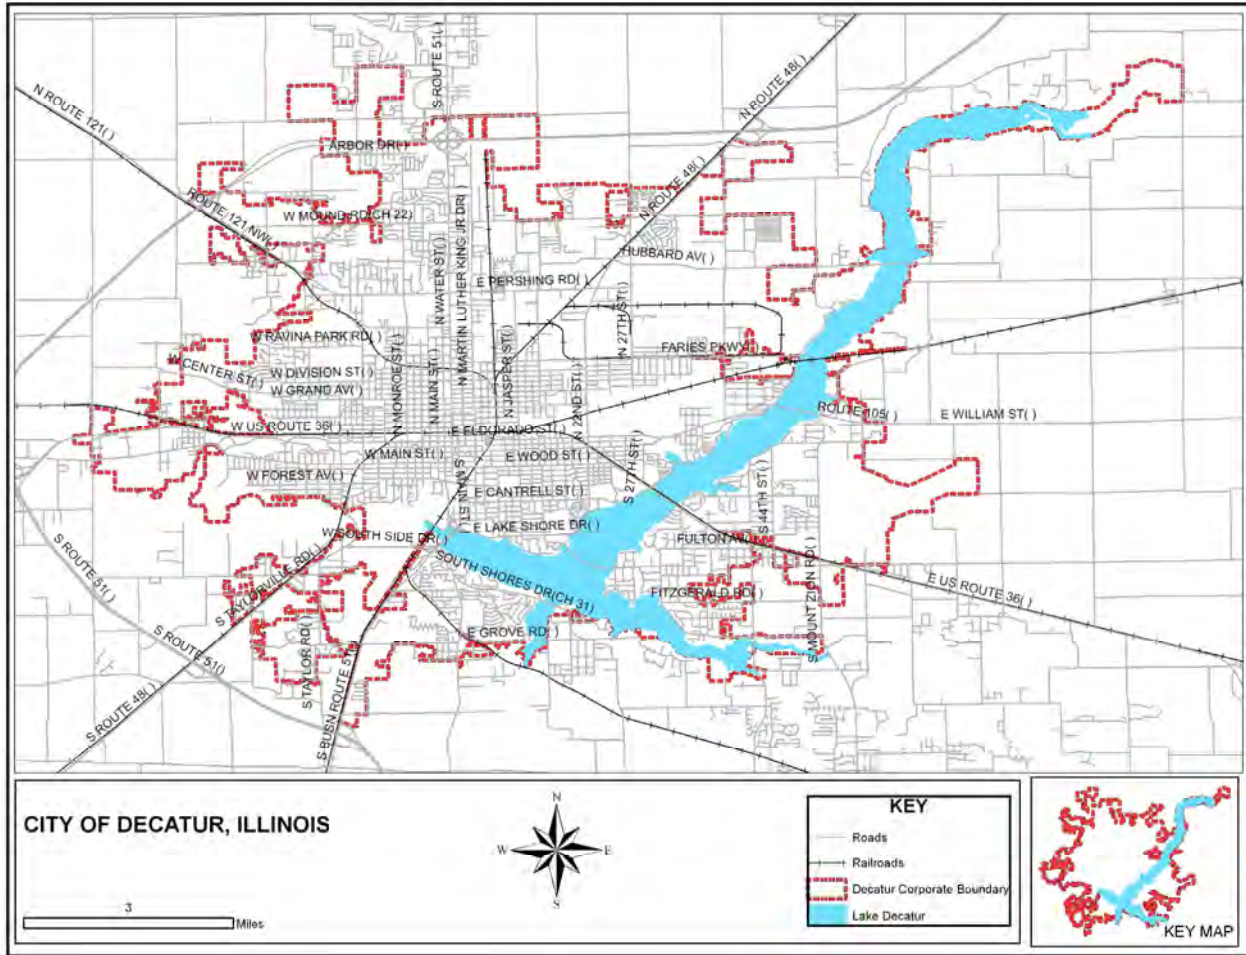 S ROUTE 51( )
N ROUTE 48( )
N ROUTE 121( )
ARBOR DR( )
N ROUTE 48( )
ROUTE 121 NW(
W MOUND RD(CH 22)
HUBBARD AV( )
E PERSHING RD( )
N WATER ST( )
N MARTIN LUTHER KING JR DR( )
N 27TH ST( )
W RAVINA PARK RD( )
FARIES PKWY( )
W CENTER ST( )
W DIVISION ST( )
W GRAND AV( )
N MONROE ST( )
N MAIN ST( )
N JASPER ST( )
N 22ND ST( )
ROUTE 105( )
E WILLIAM ST( )
W US ROUTE 36( )
E ELDORADO ST( )
W MAIN ST( )
E WOOD ST( )
W FOREST AV( )
S MAIN ST
E CANTRELL ST( )
S 27TH ST( )
S 44TH ST( )
E LAKE SHORE DR( )
W SOUTH SIDE DR( )
FULTON AV( )
S ROUTE 51( )
S TAYLORVILLE RD( )
SOUTH SHORES DR(CH 31)
FITZGERALD RD( )
S MOUNT ZION RD( )
E US ROUTE 36( )
S ROUTE 51()
S TAYLOR RD( )
E GROVE RD( )
S ROUTE 48( )
S BUSN ROUTE 51( )
CITY OF DECATUR, ILLINOIS
3
Miles
N
W E
S
KEY
Roads
Railroads
Decatur Corporate Boundary
Lake Decatur
KEY MAP